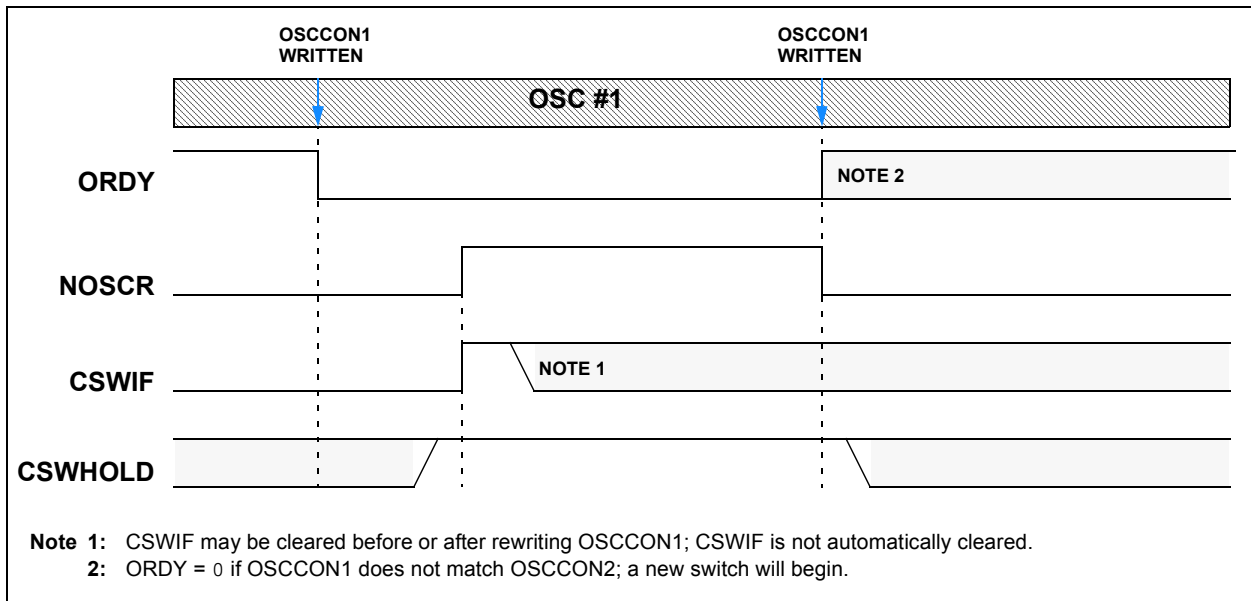 OSCCON1 OSCCON1
WRITTEN WRITTEN
OSC #1
ORDY NOTE 2
NOSCR
CSWIF NOTE 1
CSWHOLD
Note 1: CSWIF may be cleared before or after rewriting OSCCON1; CSWIF is not automatically cleared.
2: ORDY = 0 if OSCCON1 does not match OSCCON2; a new switch will begin.